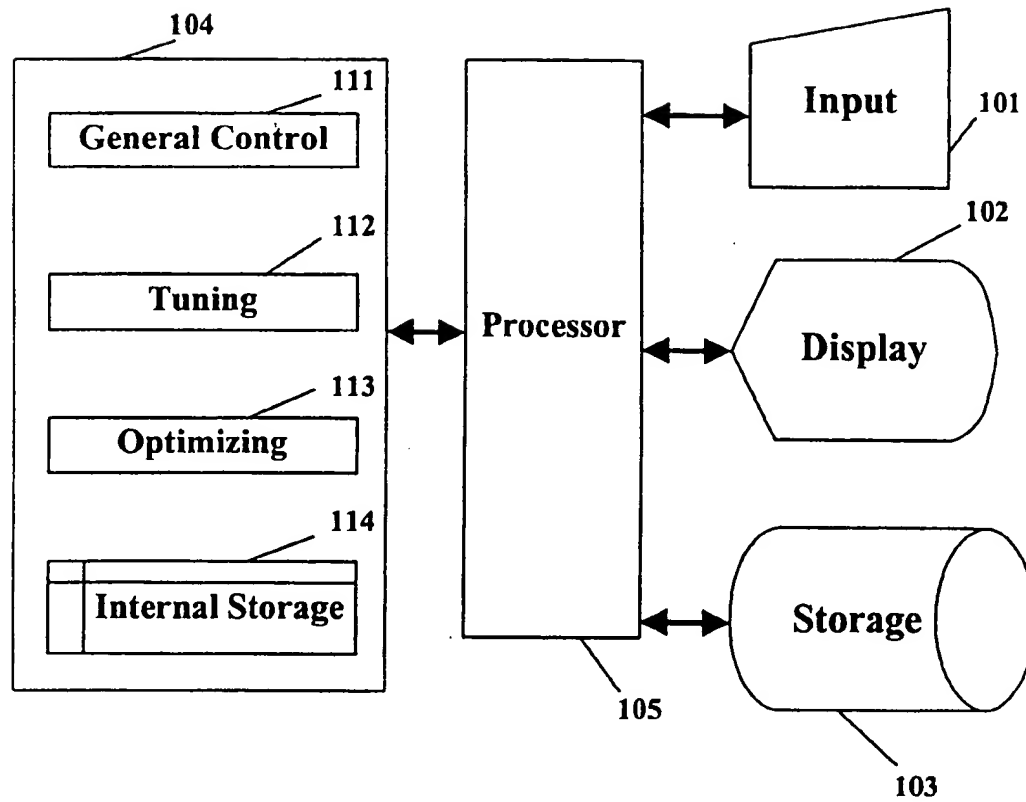 104
111
General Control
112
Tuning
113
Optimizing
114
Internal Storage
Processor
105
Input
101
102
Display
Storage
103